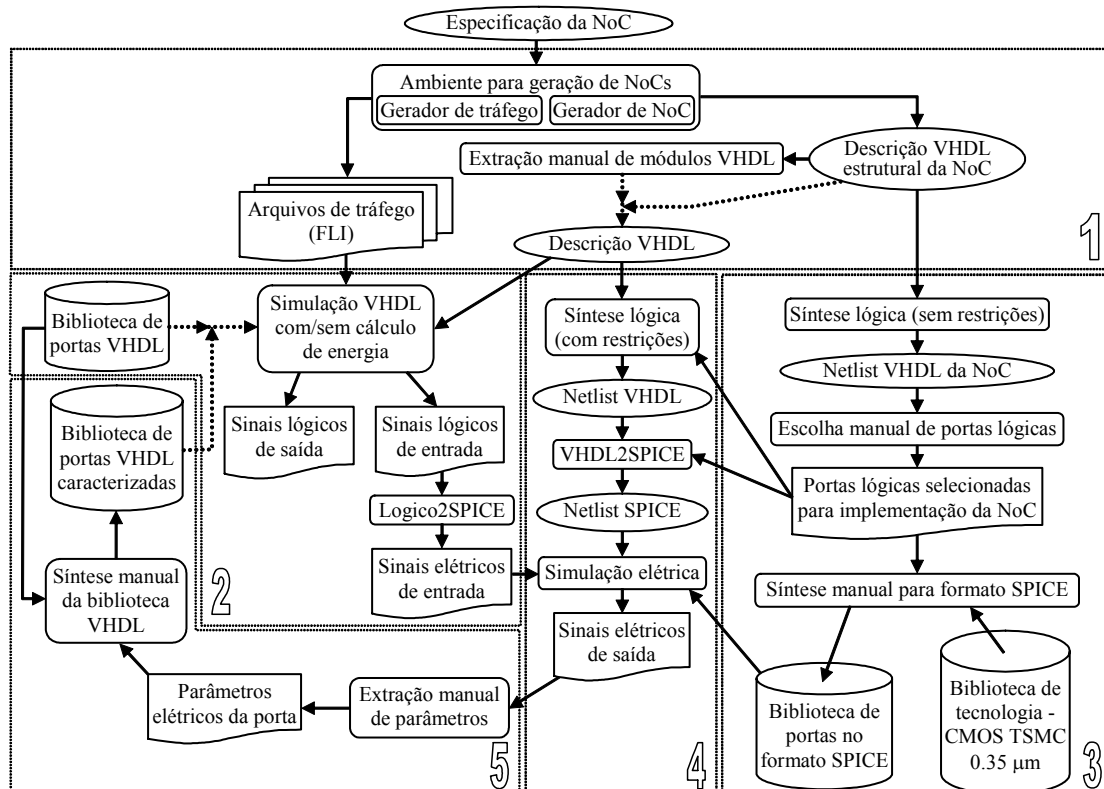 Especificação da NoC
Ambiente para geração de NoCs
Gerador de tráfego
Gerador de NoC
Extração manual de módulos VHDL
Descrição VHDL
estrutural da NoC
Arquivos de tráfego
(FLI)
Descrição VHDL
1
Biblioteca de
portas VHDL
Simulação VHDL
com/sem cálculo
de energia
Síntese lógica
(com restrições)
Síntese lógica (sem restrições)
Netlist VHDL da NoC
Biblioteca de
portas VHDL
caracterizadas
Sinais lógicos
de saída
Sinais lógicos
de entrada
Netlist VHDL
Escolha manual de portas lógicas
VHDL2SPICE
Portas lógicas selecionadas
para implementação da NoC
Logico2SPICE
Netlist SPICE
Síntese manual
da biblioteca
VHDL
2
Sinais elétricos
de entrada
Simulação elétrica
Síntese manual para formato SPICE
Sinais elétricos
de saída
Parâmetros
elétricos da porta
Extração manual
de parâmetros
Biblioteca de
portas no
formato SPICE
Biblioteca de
tecnologia -
CMOS TSMC
0.35 µm
5
4
3